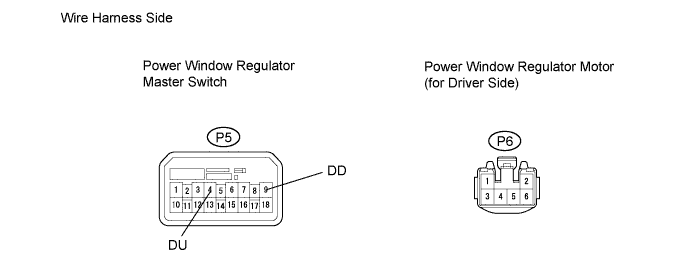 Wire Harness Side
Power Window Regulator
Master Switch
Power Window Regulator Motor
(for Driver Side)
P5
P6
DD
1 2 3 4 5 6 7 8 9
10 11 12 13 14 15 16 17 18
1 2
3 4 5 6
DU